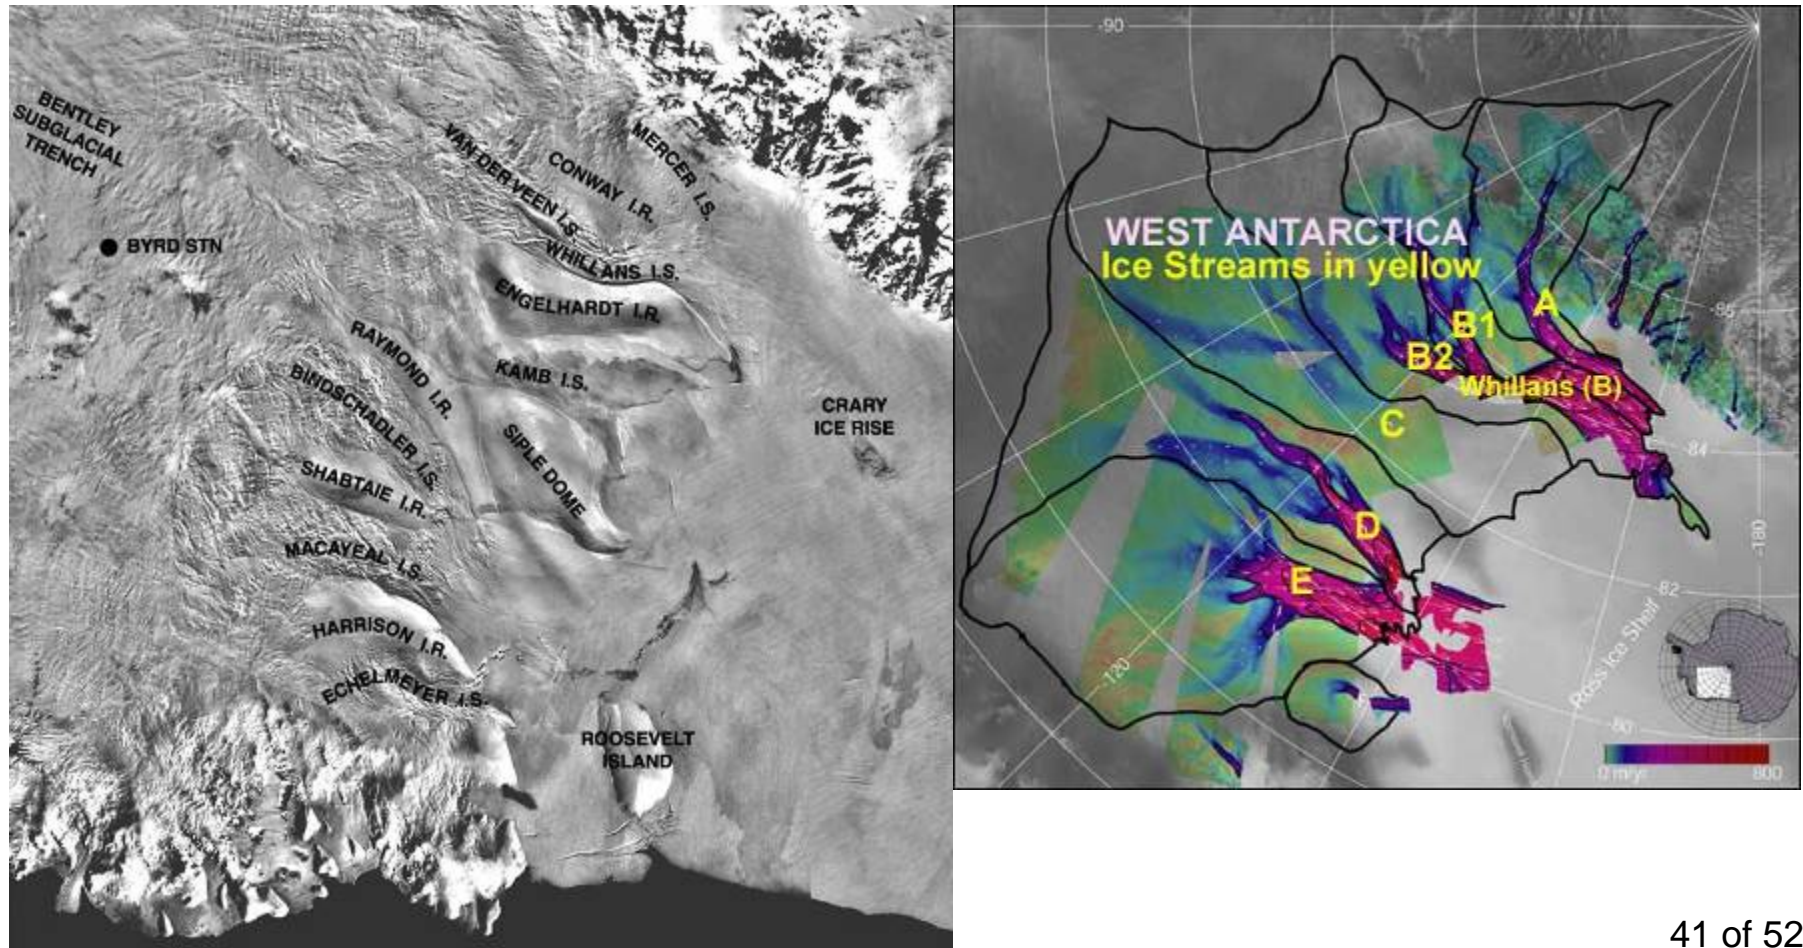 BENTLEY
SUBGLACIAL
TRENCH
BYRD STN
VAN DER VEEN I.S.
CONWAY I.R.
MERCER I.S.
WHILLANS I.S.
ENGELHARDT I.R.
KAMB I.S.
RAYMOND I.R.
BINDSCHADLER I.S.
SIPLE DOME
SHABTAIE I.R.
MACAYEAL I.S.
HARRISON I.R.
ECHELMEYER I.S.
CRARY
ICE RISE
ROOSEVELT
ISLAND
-90
WEST ANTARCTICA
Ice Streams in yellow
A
B1
B2
Whillans (B)
C
D
E
-85
-84
-180
-82
Ross Ice Shelf
-120
80
0 m/yr
800
41 of 52